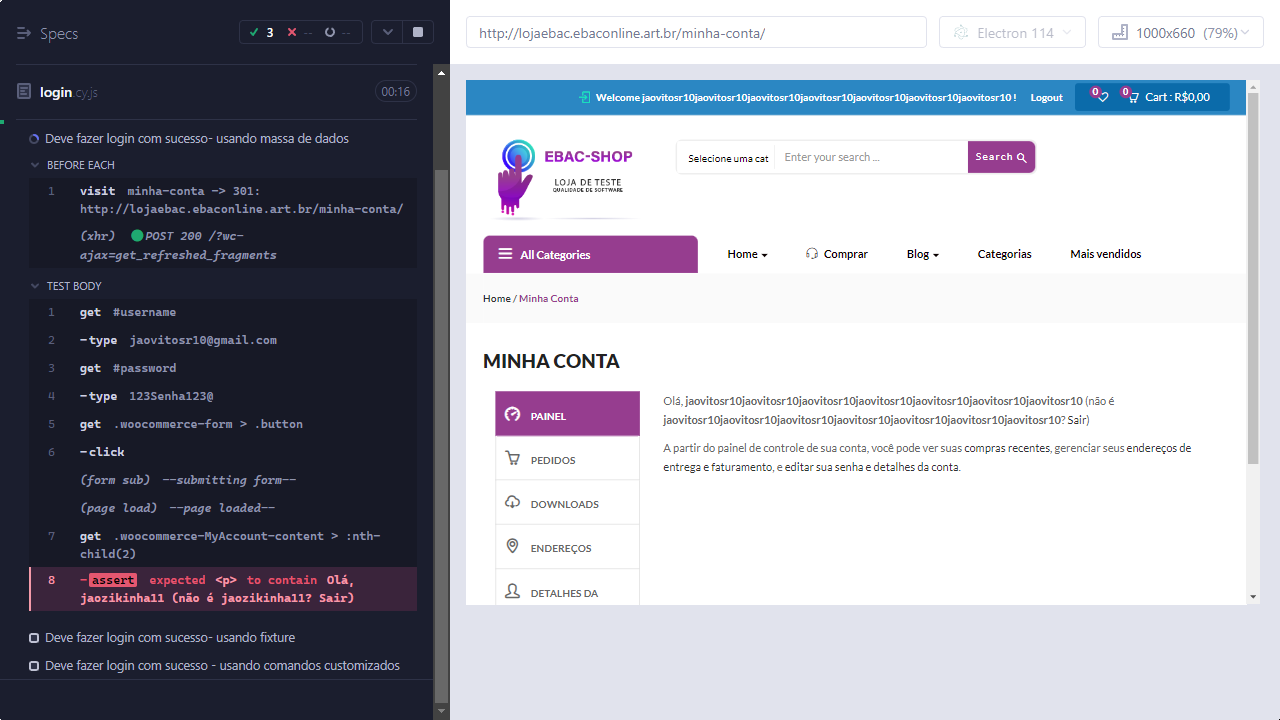 Specs
3
--
--
http://lojaebac.ebaconline.art.br/minha-conta/
Electron 114
1000x660 (79%)
login.cy.js
00:16
Deve fazer login com sucesso- usando massa de dados
BEFORE EACH
1 visit minha-conta -> 301:
http://lojaebac.ebaconline.art.br/minha-conta/
(xhr) POST 200 /?wc-
ajax=get_refreshed_fragments
TEST BODY
1 get #username
2 -type jaovitosr10@gmail.com
3 get #password
4 -type 123Senha123@
5 get .woocommerce-form > .button
6 -click
(form sub) --submitting form--
(page load) --page loaded--
7 get .woocommerce-MyAccount-content > :nth-
child(2)
8 -assert expected <p> to contain Olá,
jaozikinha11 (não é jaozikinha11? Sair)
Deve fazer login com sucesso- usando fixture
Deve fazer login com sucesso - usando comandos customizados
Welcome jaovitosr10jaovitosr10jaovitosr10jaovitosr10jaovitosr10jaovitosr10jaovitosr10 !
Logout
0
0
Cart : R$0,00
EBAC-SHOP
LOJA DE TESTE
QUALIDADE DE SOFTWARE
Selecione uma cat
Enter your search ...
Search
All Categories
Home
Comprar
Blog
Categorias
Mais vendidos
Home / Minha Conta
MINHA CONTA
PAINEL
PEDIDOS
DOWNLOADS
ENDEREÇOS
DETALHES DA
Olá, jaovitosr10jaovitosr10jaovitosr10jaovitosr10jaovitosr10jaovitosr10jaovitosr10 (não é
jaovitosr10jaovitosr10jaovitosr10jaovitosr10jaovitosr10jaovitosr10jaovitosr10? Sair)
A partir do painel de controle de sua conta, você pode ver suas compras recentes, gerenciar seus endereços de
entrega e faturamento, e editar sua senha e detalhes da conta.